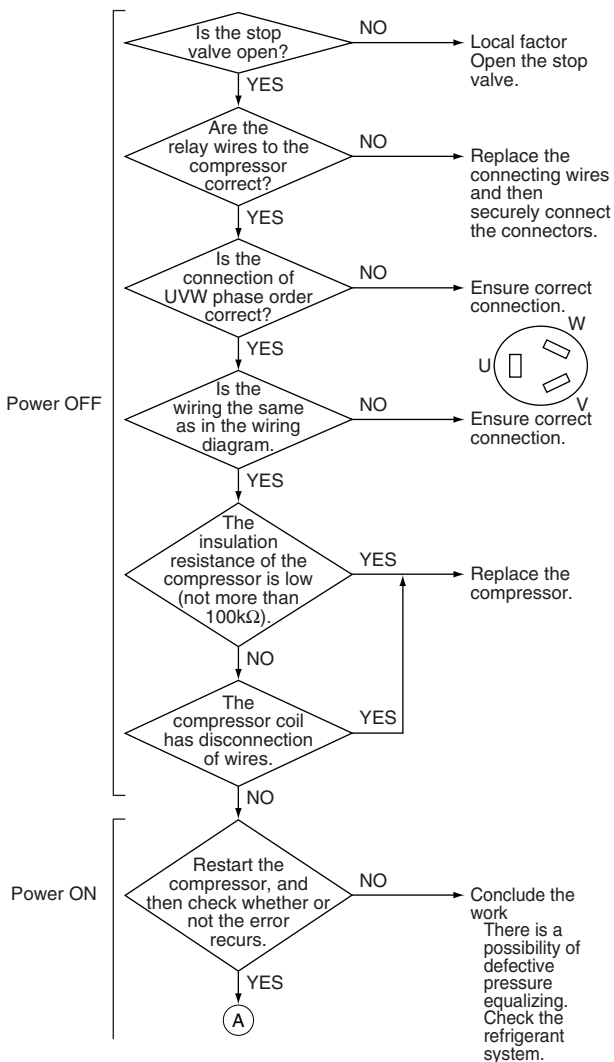 Power OFF
Is the stop
valve open?
NO
Local factor
Open the stop
valve.
YES
Are the
relay wires to the
compressor
correct?
NO
Replace the
connecting wires
and then
securely connect
the connectors.
YES
Is the
connection of
UVW phase order
correct?
NO
Ensure correct
connection.
W
U
V
YES
Is the
wiring the same
as in the wiring
diagram.
NO
Ensure correct
connection.
YES
The
insulation
resistance of the
compressor is low
(not more than
100kΩ).
YES
Replace the
compressor.
NO
The
compressor coil
has disconnection
of wires.
YES
NO
Power ON
Restart the
compressor, and
then check whether or
not the error
recurs.
NO
Conclude the
work
There is a
possibility of
defective
pressure
equalizing.
Check the
refrigerant
system.
YES
A